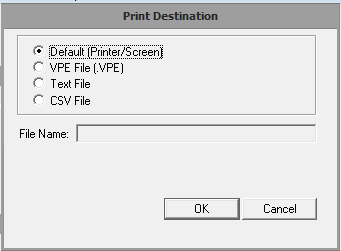 Print Destination
Default (Printer/Screen)
VPE File (.VPE)
Text File
CSV File
File Name:
OK Cancel